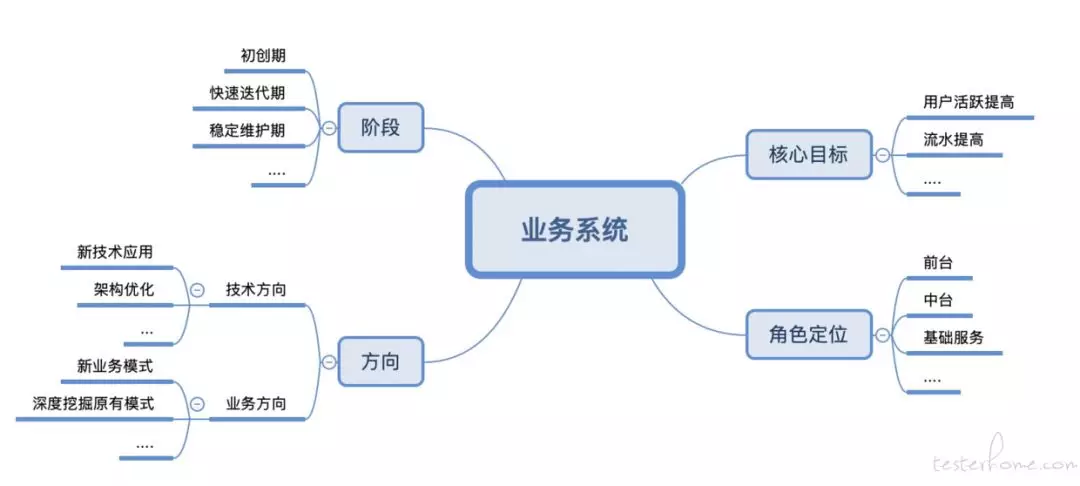 业务系统
阶段
初创期
快速迭代期
稳定维护期
....
方向
技术方向
新技术应用
架构优化
...
业务方向
新业务模式
深度挖掘原有模式
....
核心目标
用户活跃提高
流水提高
....
角色定位
前台
中台
基础服务
....
testerhome.com